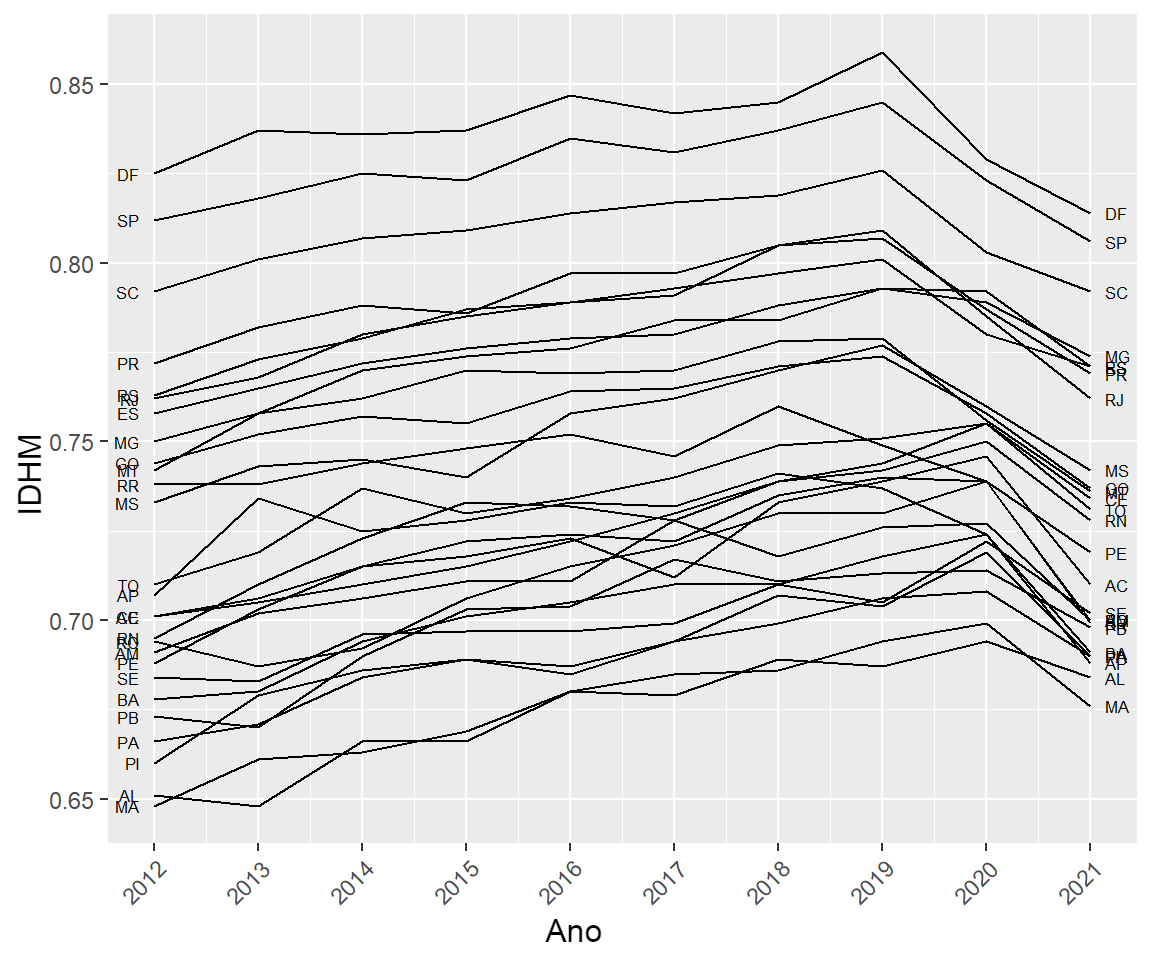 0.85
0.80
0.75
0.70
0.65
IDHM
DF
SP
SC
PR
RS
RJ
ES
MG
GO
MT
RR
MS
TO
AP
CE
RN
RO
AM
PE
SE
BA
PB
PA
PI
AL
MA
DF
SP
SC
MG
PR
RJ
MS
GO
MT
CE
TO
RN
PE
AC
SE
PB
AP
AL
MA
2012
2013
2014
2015
2016
2017
2018
2019
2020
2021
Ano